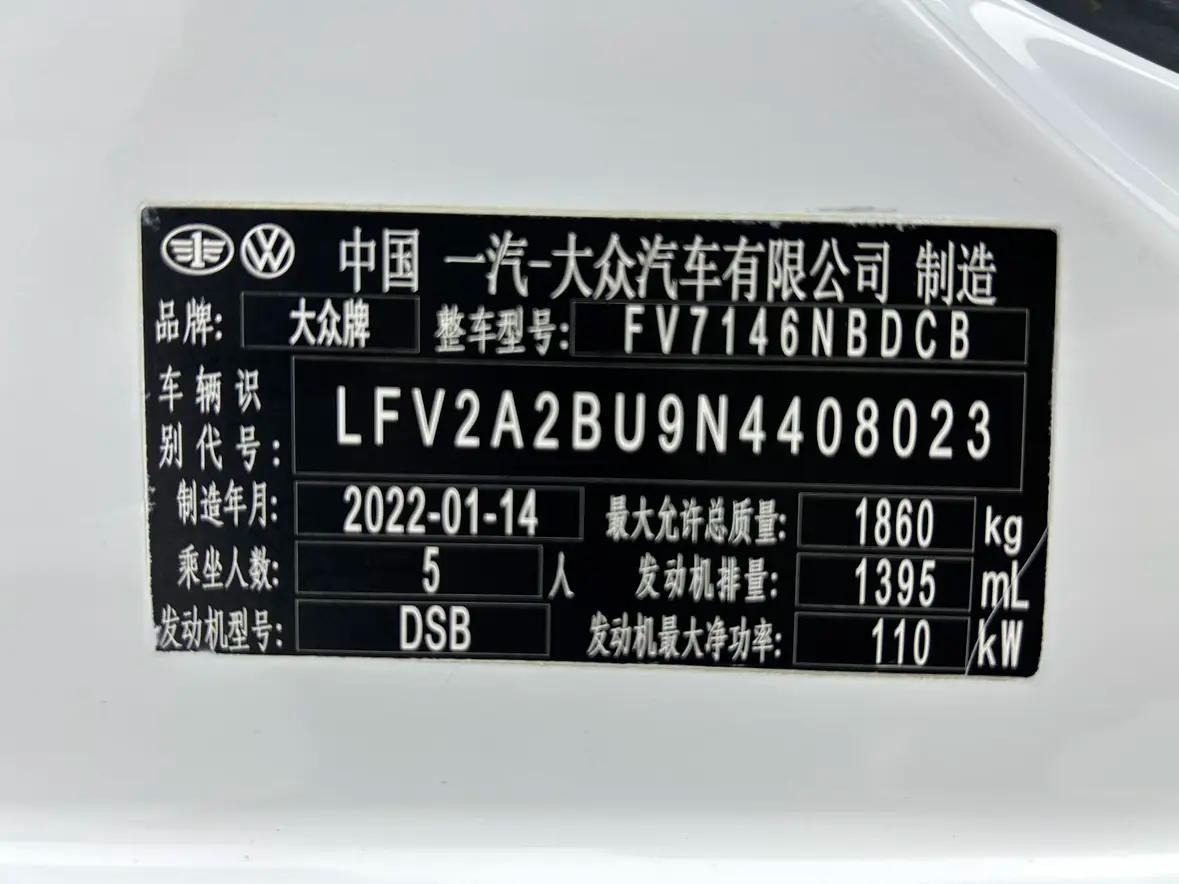 中国 一汽-大众汽车有限公司 制造
品牌: 大众牌 整车型号: FV7146NBDCB
车辆识别代号: LFV2A2BU9N4408023
制造年月: 2022-01-14 最大允许总质量: 1860 kg
乘坐人数: 5 人 发动机排量: 1395 mL
发动机型号: DSB 发动机最大净功率: 110 kW